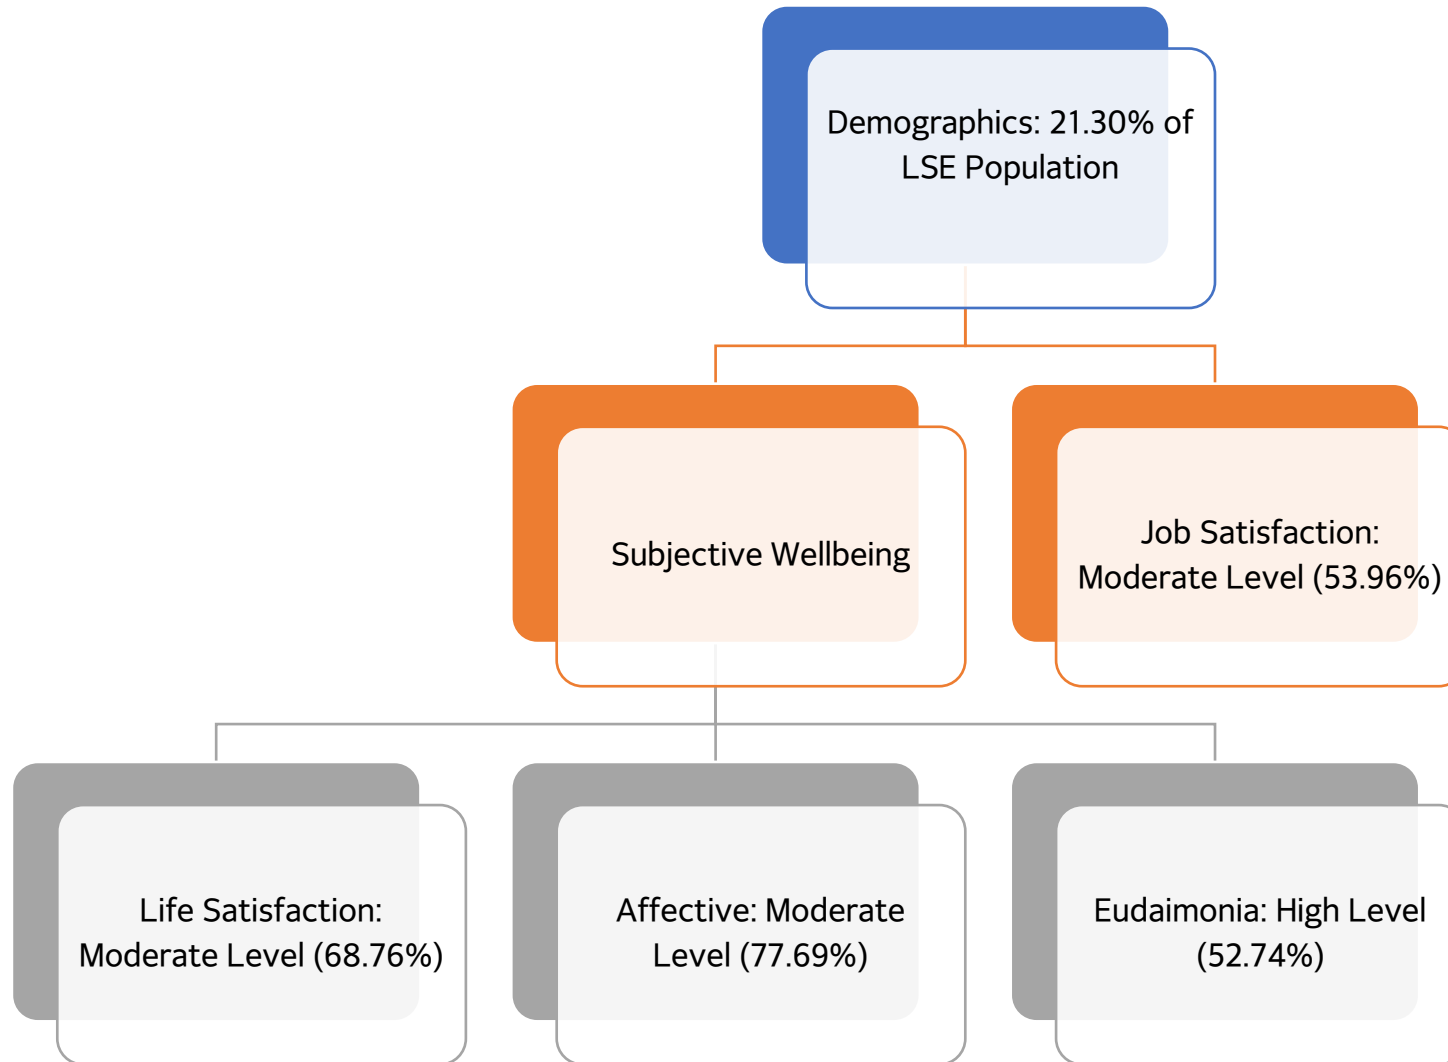 Demographics: 21.30% of
LSE Population
Subjective Wellbeing
Job Satisfaction:
Moderate Level (53.96%)
Life Satisfaction:
Moderate Level (68.76%)
Affective: Moderate
Level (77.69%)
Eudaimonia: High Level
(52.74%)